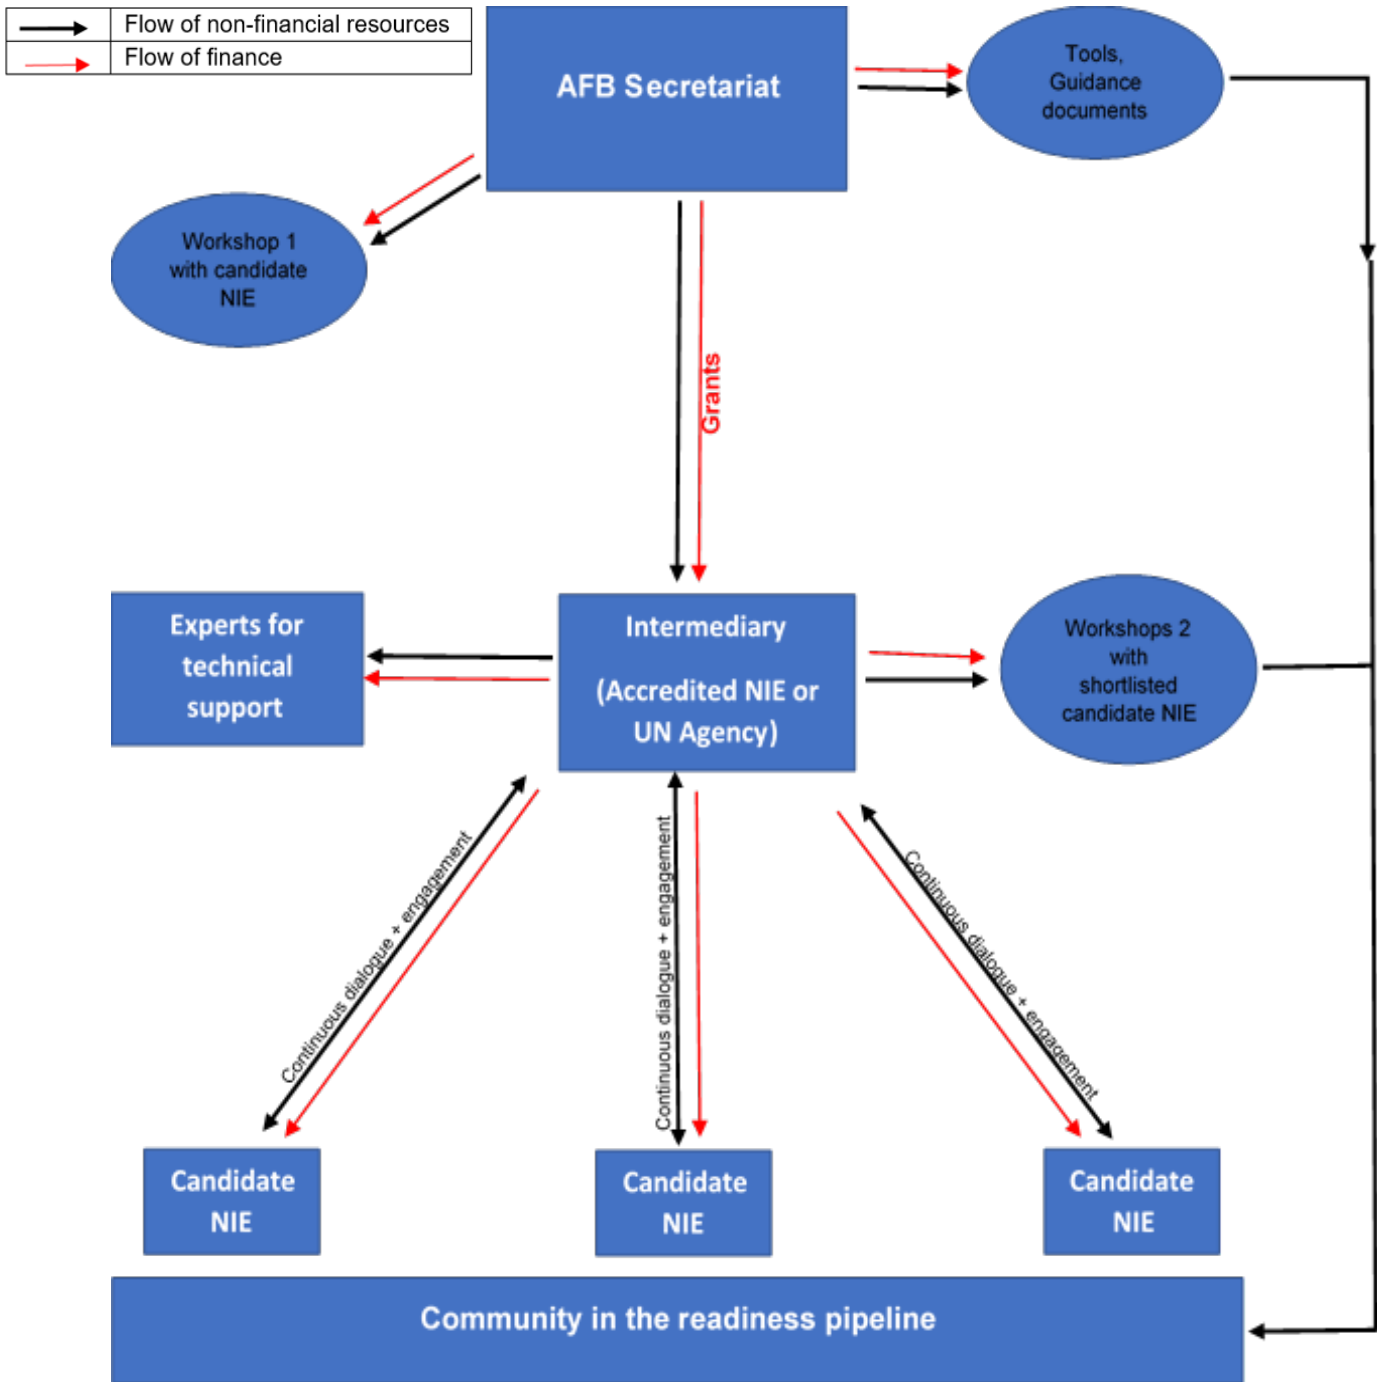 Flow of non-financial resources
Flow of finance
AFB Secretariat
Tools,
Guidance
documents
Workshop 1
with candidate
NIE
Grants
Experts for
technical
support
Intermediary
(Accredited NIE or
UN Agency)
Workshops 2
with
shortlisted
candidate NIE
Continuous dialogue + engagement
Continuous dialogue + engagement
Continuous dialogue + engagement
Candidate
NIE
Candidate
NIE
Candidate
NIE
Community in the readiness pipeline